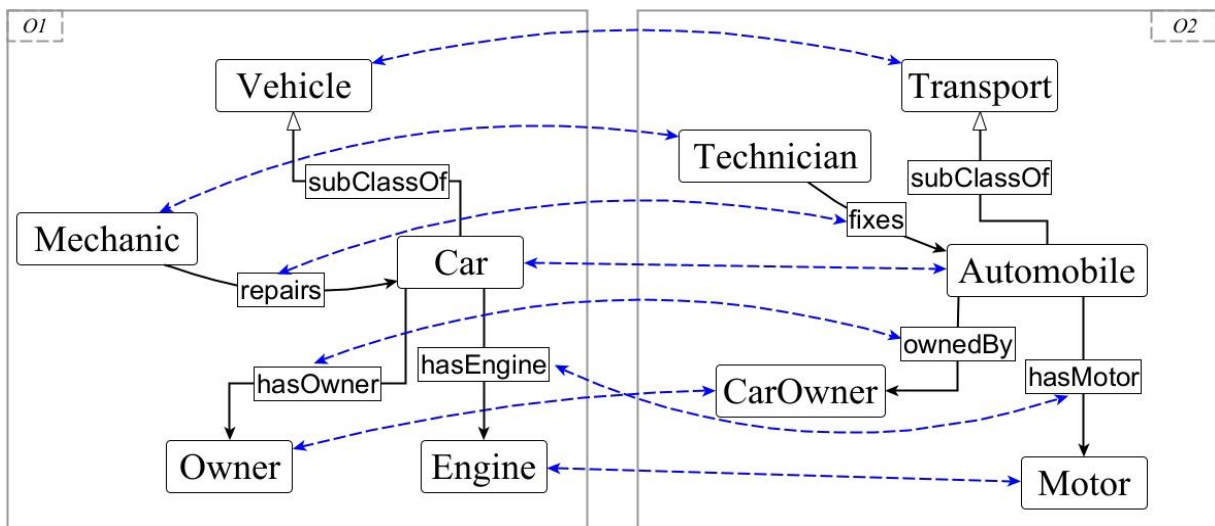 O1
Vehicle
subClassOf
Mechanic
Car
repairs
hasEngine
hasOwner
Owner
Engine
O2
Transport
Technician
subClassOf
fixes
Automobile
ownedBy
hasMotor
CarOwner
Motor